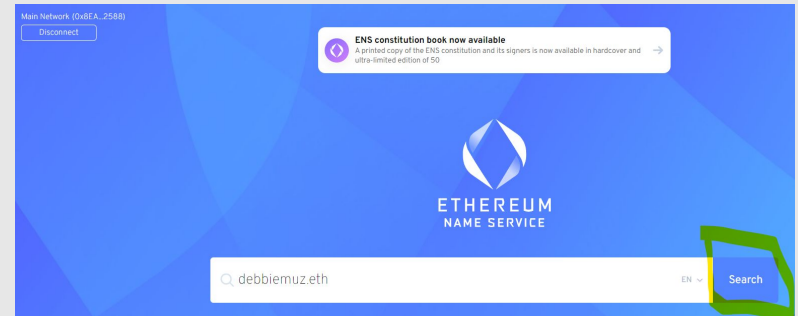 Main Network (0x8EA...2588)
Disconnect
ENS constitution book now available
A printed copy of the ENS constitution and its signers is now available in hardcover and
ultra-limited edition of 50
ETHEREUM
NAME SERVICE
debbiemuz.eth
EN
Search